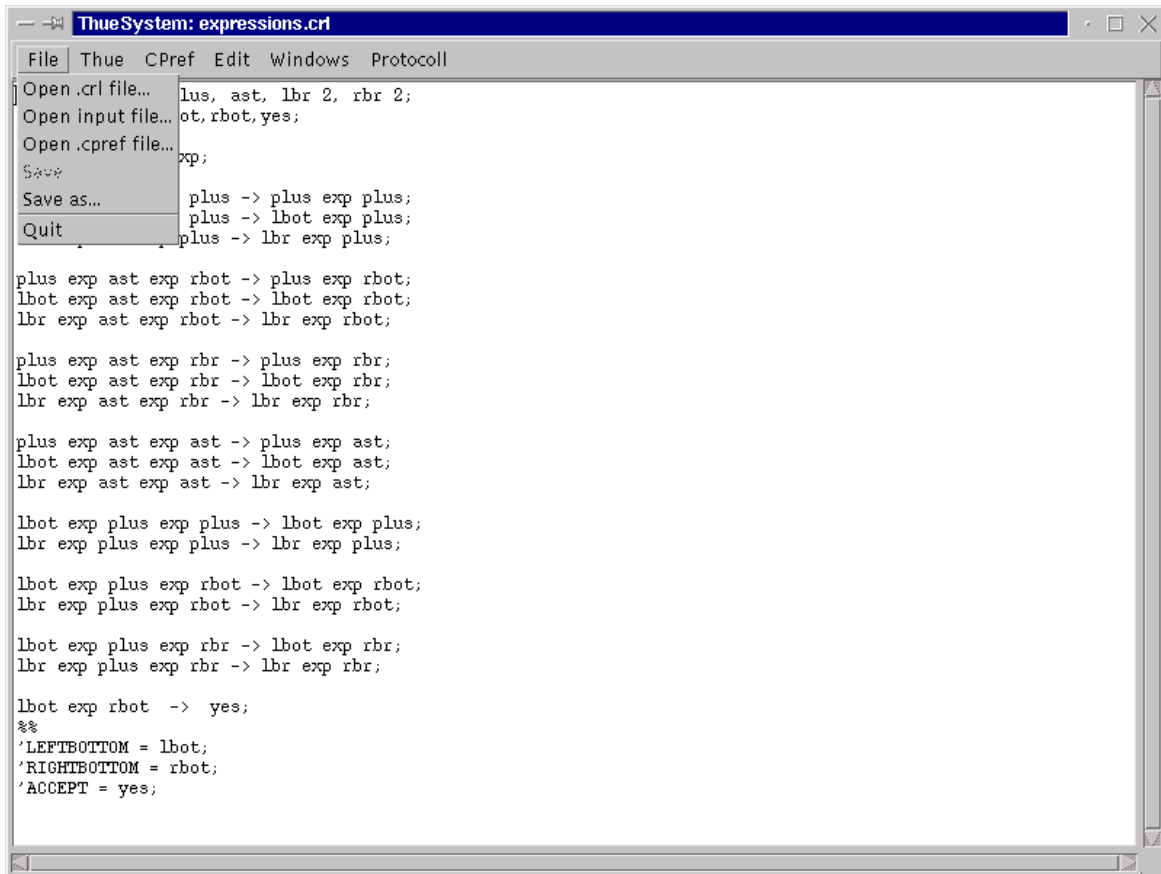 ThueSystem: expressions.crl
File Thue CPref Edit Windows Protocoll
Open .crl file...
Open input file...
Open .cpref file...
Save
Save as...
Quit
lus, ast, lbr 2, rbr 2;
ot,rbot,yes;
xp;
plus -> plus exp plus;
plus -> lbot exp plus;
plus -> lbr exp plus;
plus exp ast exp rbot -> plus exp rbot;
lbot exp ast exp rbot -> lbot exp rbot;
lbr exp ast exp rbot -> lbr exp rbot;
plus exp ast exp rbr -> plus exp rbr;
lbot exp ast exp rbr -> lbot exp rbr;
lbr exp ast exp rbr -> lbr exp rbr;
plus exp ast exp ast -> plus exp ast;
lbot exp ast exp ast -> lbot exp ast;
lbr exp ast exp ast -> lbr exp ast;
lbot exp plus exp plus -> lbot exp plus;
lbr exp plus exp plus -> lbr exp plus;
lbot exp plus exp rbot -> lbot exp rbot;
lbr exp plus exp rbot -> lbr exp rbot;
lbot exp plus exp rbr -> lbot exp rbr;
lbr exp plus exp rbr -> lbr exp rbr;
lbot exp rbot -> yes;
%%
'LEFTBOTTOM = lbot;
'RIGHTBOTTOM = rbot;
'ACCEPT = yes;